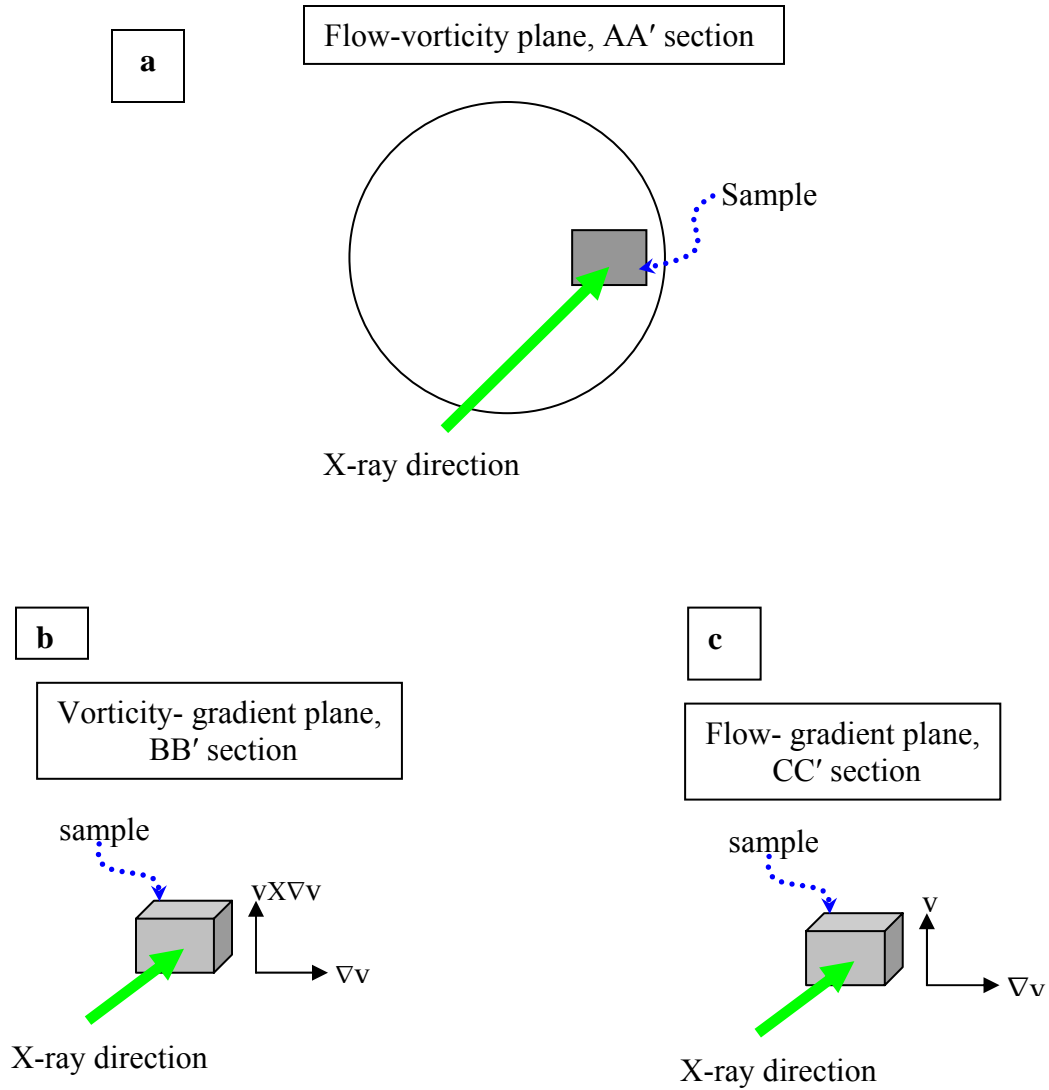 a
Flow-vorticity plane, AA′ section
Sample
X-ray direction
b
Vorticity- gradient plane,
BB′ section
sample
vX∇v
∇v
X-ray direction
c
Flow- gradient plane,
CC′ section
sample
v
∇v
X-ray direction